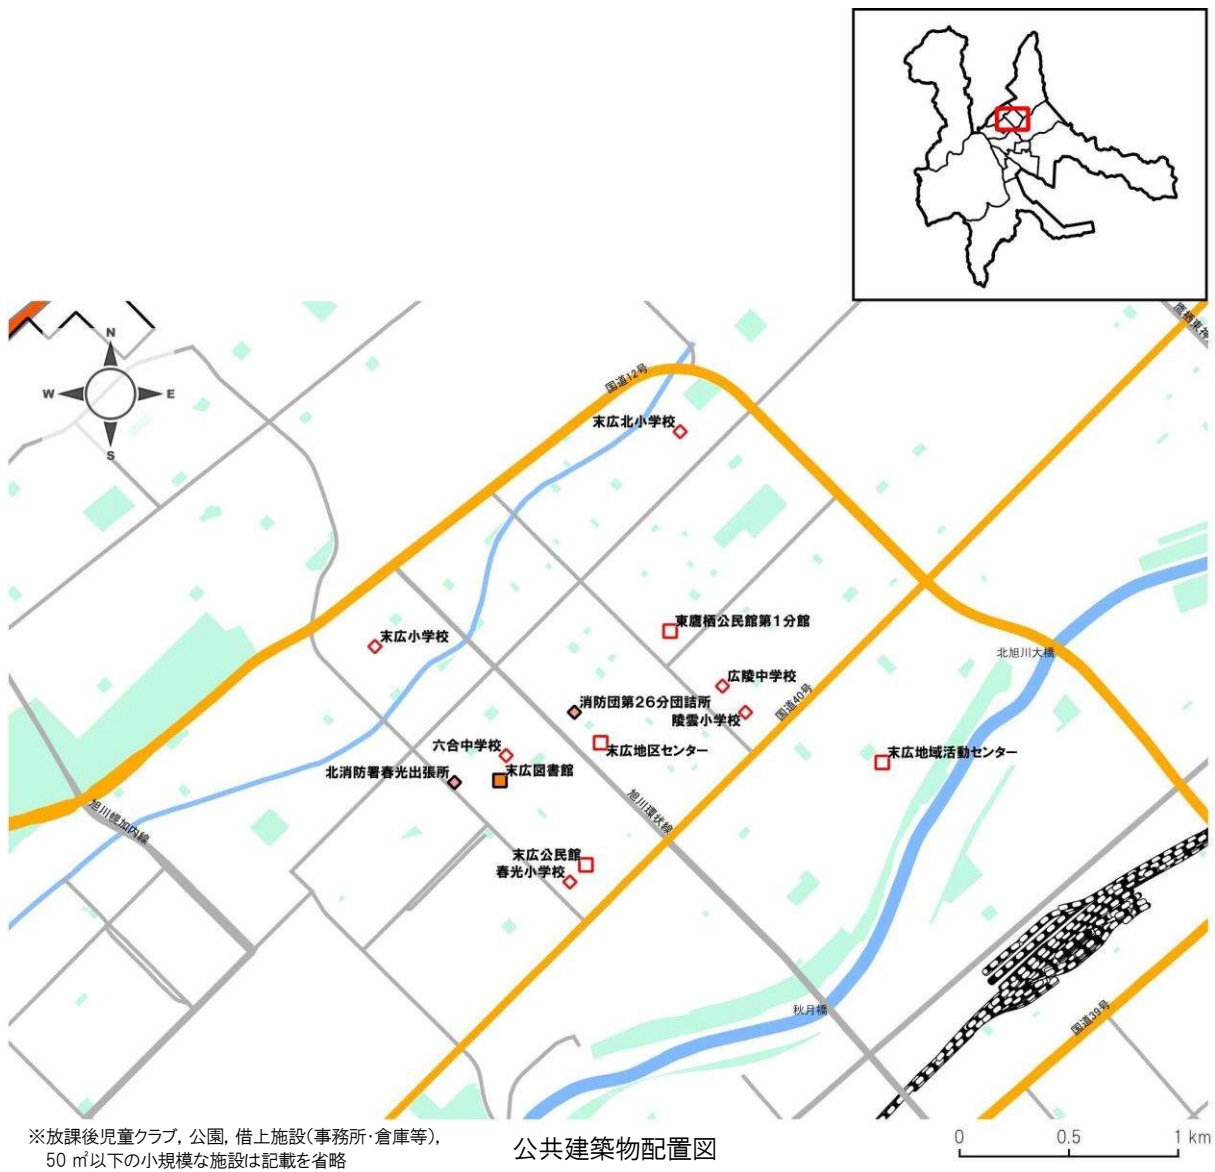 鷹栖東神
N
W
E
S
国道12号
末広北小学校
東鷹栖公民館第1分館
末広小学校
北旭川大橋
広陵中学校
消防団第26分団詰所
陵雲小学校
国道40号
六合中学校
末広地区センター
末広地域活動センター
北消防署春光出張所
末広図書館
旭川幌加内線
旭川環状線
末広公民館
春光小学校
秋月橋
国道39号
※放課後児童クラブ, 公園, 借上施設(事務所・倉庫等),
50 ㎡以下の小規模な施設は記載を省略
公共建築物配置図
0
0.5
1 km